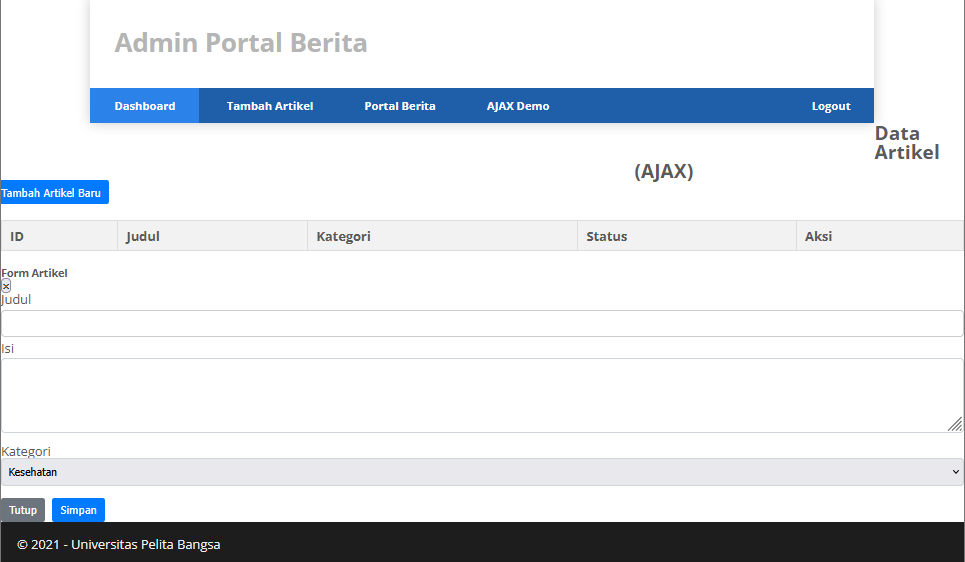 Admin Portal Berita
Dashboard Tambah Artikel Portal Berita AJAX Demo Logout
Data
Artikel
(AJAX)
Tambah Artikel Baru
ID Judul Kategori Status Aksi
Form Artikel
×
Judul
Isi
Kategori
Kesehatan
Tutup Simpan
© 2021 - Universitas Pelita Bangsa